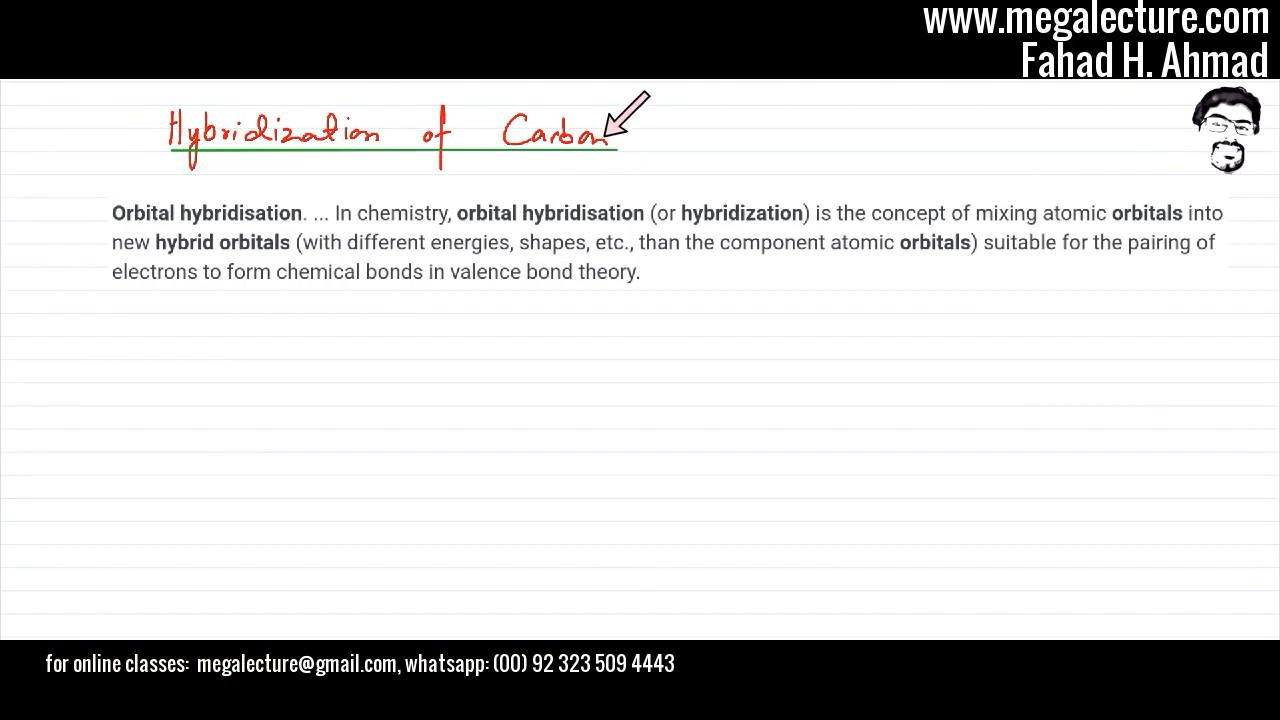 www.megalecture.com
Fahad H. Ahmad
Hybridization of Carbon
Orbital hybridisation. ... In chemistry, orbital hybridisation (or hybridization) is the concept of mixing atomic orbitals into
new hybrid orbitals (with different energies, shapes, etc., than the component atomic orbitals) suitable for the pairing of
electrons to form chemical bonds in valence bond theory.
for online classes: megalecture@gmail.com, whatsapp: (00) 92 323 509 4443